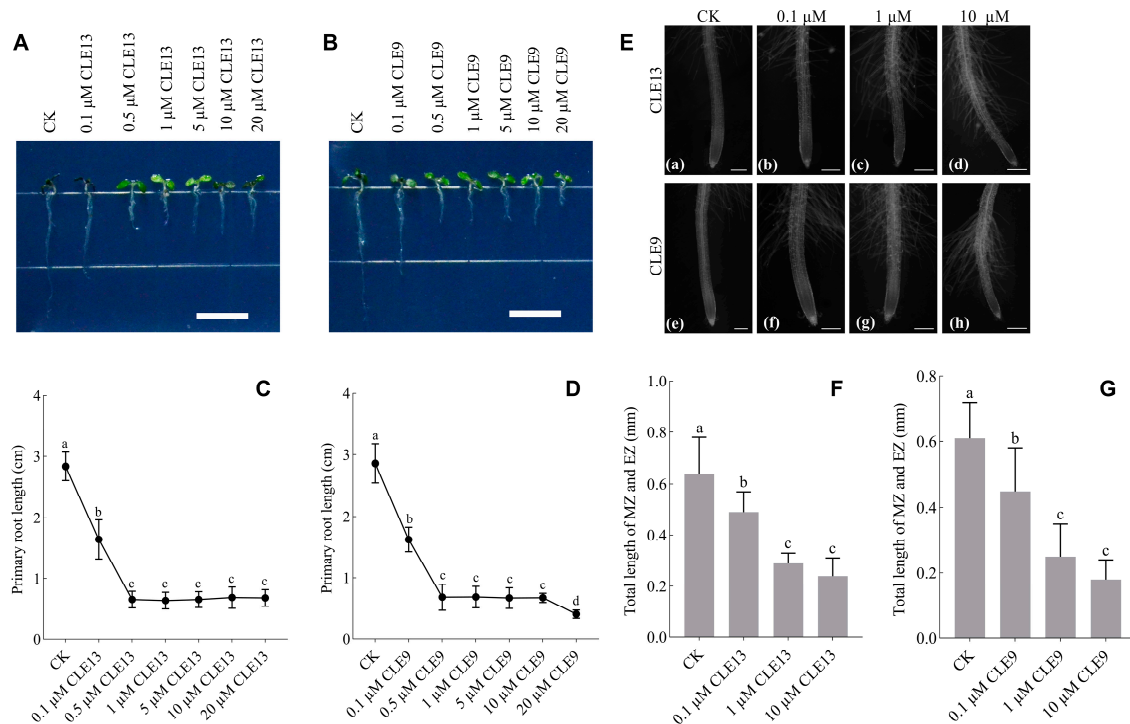 A
CK
0.1 μM CLE13
0.5 μM CLE13
1 μM CLE13
5 μM CLE13
10 μM CLE13
20 μM CLE13
B
CK
0.1 μM CLE9
0.5 μM CLE9
1 μM CLE9
5 μM CLE9
10 μM CLE9
20 μM CLE9
E
CK
0.1 μM
1 μM
10 μM
CLE13
(a)
(b)
(c)
(d)
CLE9
(e)
(f)
(g)
(h)
C
Primary root length (cm)
4
3
2
1
0
a
b
c
c
c
c
c
CK
0.1 μM CLE13
0.5 μM CLE13
1 μM CLE13
5 μM CLE13
10 μM CLE13
20 μM CLE13
D
Primary root length (cm)
4
3
2
1
0
a
b
c
c
c
c
d
CK
0.1 μM CLE9
0.5 μM CLE9
1 μM CLE9
5 μM CLE9
10 μM CLE9
20 μM CLE9
F
Total length of MZ and EZ (mm)
1.0
0.8
0.6
0.4
0.2
0.0
a
b
c
c
CK
0.1 μM CLE13
1 μM CLE13
10 μM CLE13
G
Total length of MZ and EZ (mm)
0.8
0.6
0.4
0.2
0.0
a
b
c
c
CK
0.1 μM CLE9
1 μM CLE9
10 μM CLE9